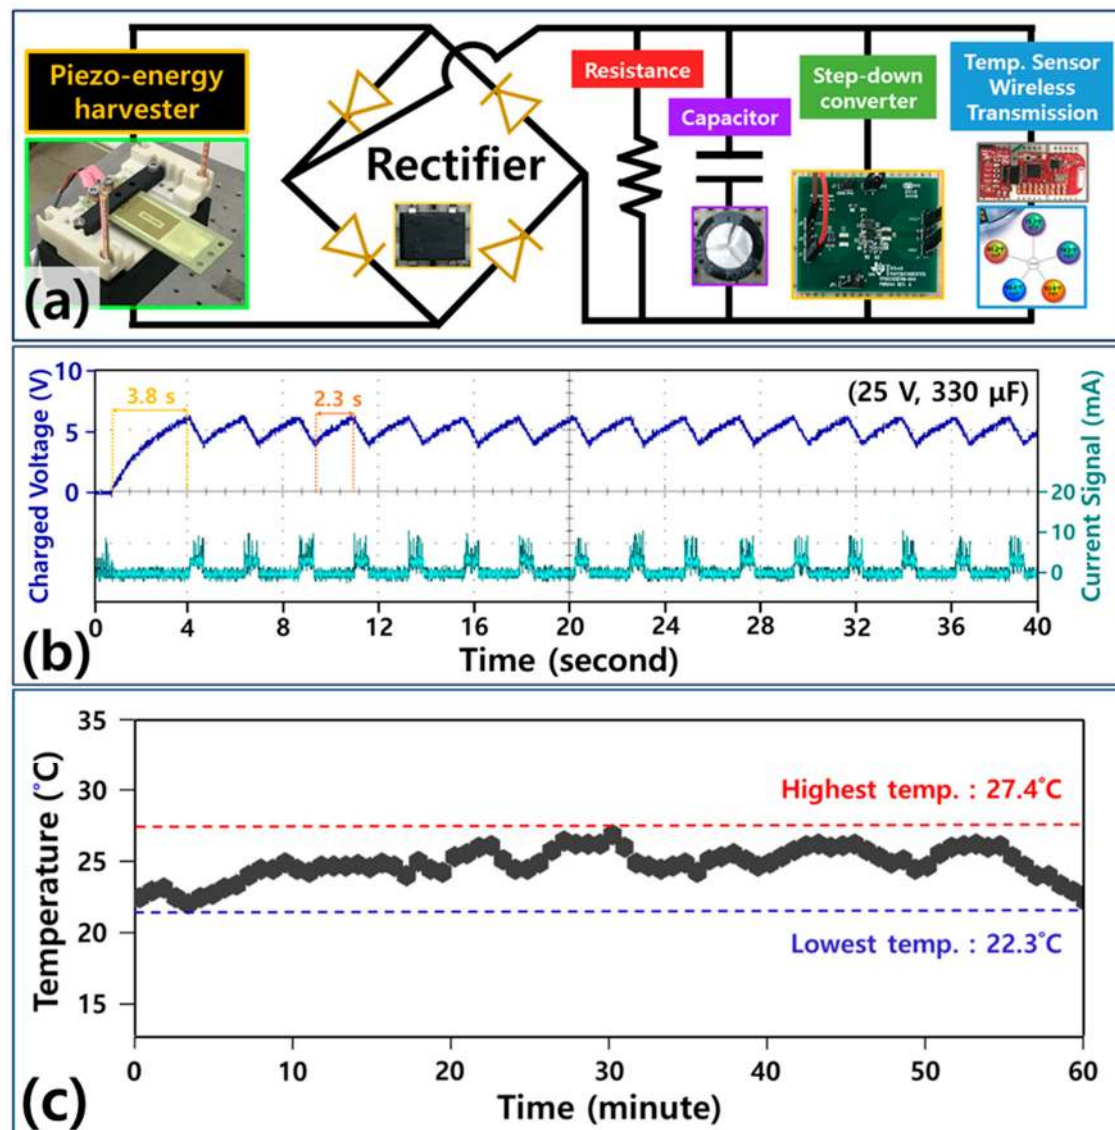 Piezo-energy
harvester
Rectifier
Resistance
Capacitor
Step-down
converter
Temp. Sensor
Wireless
Transmission
TEXAS
INSTRUMENTS
(a)
10
5
0
Charged Voltage (V)
3.8 s
2.3 s
(25 V, 330 μF)
20
10
0
Current Signal (mA)
0 4 8 12 16 20 24 28 32 36 40
Time (second)
(b)
35
30
25
20
15
Temperature (°C)
Highest temp. : 27.4°C
Lowest temp. : 22.3°C
0 10 20 30 40 50 60
Time (minute)
(c)